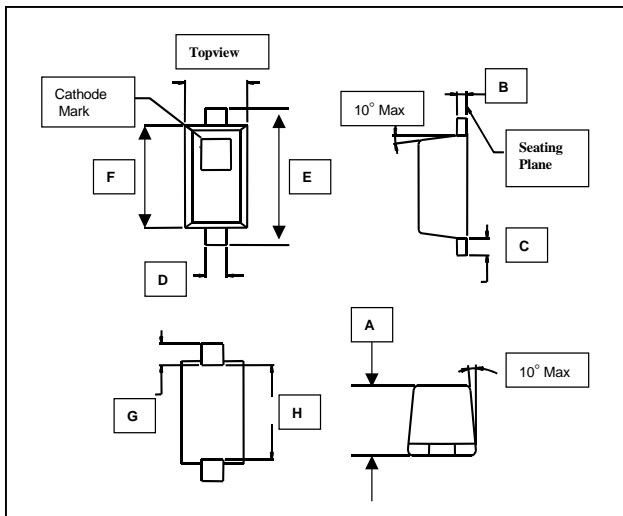 Topview
B
Cathode
Mark
10° Max
F
E
Seating
Plane
C
D
A
10° Max
G
H